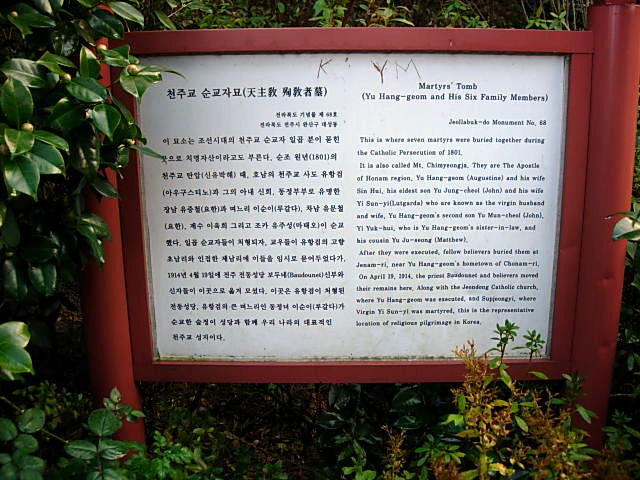 K YM
천주교 순교자묘(天主敎 殉敎者墓)
전라북도 기념물 제 68호
전라북도 전주시 완산구 대성동
이 묘소는 조선시대의 천주교 순교자 일곱 분이 묻힌
곳으로 치명자산이라고도 부른다. 순조 원년(1801)의
천주교 탄압(신유박해) 때, 호남의 천주교 사도 유항검
(아우구스티노)과 그의 아내 신희, 동정부부로 유명한
장남 유중철(요한)과 며느리 이순이(루갈다), 차남 유문철
(요한), 제수 이육희 그리고 조카 유중성(마태오)이 순교
했다. 일곱 순교자들이 처형되자, 교우들이 유항검의 고향
초남리와 인접한 재남리에 이들을 임시로 묻어두었다가,
1914년 4월 19일에 전주 전동성당 보두네(Baudounet)신부와
신자들이 이곳으로 옮겨 모셨다. 이곳은 유항검이 처형된
전동성당, 유항검의 큰 며느리인 동정녀 이순이(루갈다)가
순교한 숲정이 성당과 함께 우리 나라의 대표적인
천주교 성지이다.
Martyrs' Tomb
(Yu Hang-geom and His Six Family Members)
Jeollabuk-do Monument No. 68
This is where seven martyrs were buried together during
the Catholic Persecution of 1801.
It is also called Mt. Chimyeongja. They are The Apostle
of Honam region, Yu Hang-geom (Augustine) and his wife
Sin Hui, his eldest son Yu Jung-cheol (John) and his wife
Yi Sun-yi(Lutgarda) who are known as the virgin husband
and wife, Yu Hang-geom's second son Yu Mun-cheol (John),
Yi Yuk-hui, who is Yu Hang-geom's sister-in-law, and
his cousin Yu Ju-seong (Matthew).
After they were executed, fellow believers buried them at
Jenam-ri, near Yu Hang-geom's hometown of Chonam-ri.
On April 19, 1914, the priest Baudounet and believers moved
their remains here. Along with the Jeondong Catholic church,
where Yu Hang-geom was executed, and Supjeongyi, where
Virgin Yi Sun-yi was martyred, this is the representative
location of religious pilgrimage in Korea.